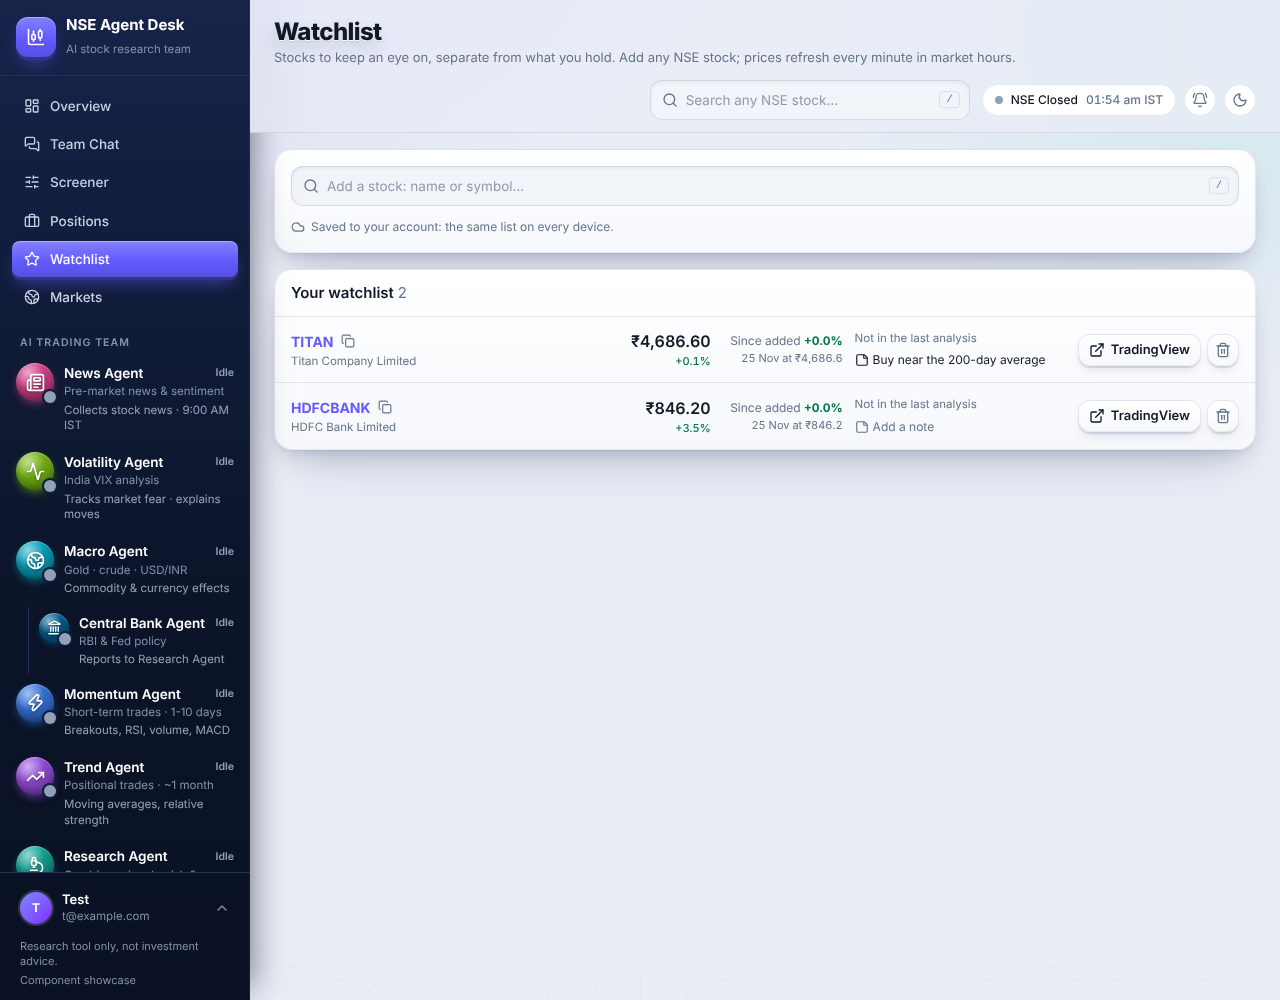 NSE Agent Desk
AI stock research team
Overview
Team Chat
Screener
Positions
Watchlist
Markets
AI TRADING TEAM
News Agent Idle
Pre-market news & sentiment
Collects stock news · 9:00 AM
IST
Volatility Agent Idle
India VIX analysis
Tracks market fear · explains
moves
Macro Agent Idle
Gold · crude · USD/INR
Commodity & currency effects
Central Bank Agent Idle
RBI & Fed policy
Reports to Research Agent
Momentum Agent Idle
Short-term trades · 1-10 days
Breakouts, RSI, volume, MACD
Trend Agent Idle
Positional trades · ~1 month
Moving averages, relative
strength
Research Agent Idle
T
Test
t@example.com
Research tool only, not investment
advice.
Component showcase
Watchlist
Stocks to keep an eye on, separate from what you hold. Add any NSE stock; prices refresh every minute in market hours.
Search any NSE stock... /
NSE Closed 01:54 am IST
Add a stock: name or symbol... /
Saved to your account: the same list on every device.
Your watchlist 2
TITAN ₹4,686.60 Since added +0.0% Not in the last analysis
Titan Company Limited +0.1% 25 Nov at ₹4,686.6 Buy near the 200-day average
TradingView
HDFCBANK ₹846.20 Since added +0.0% Not in the last analysis
HDFC Bank Limited +3.5% 25 Nov at ₹846.2 Add a note
TradingView